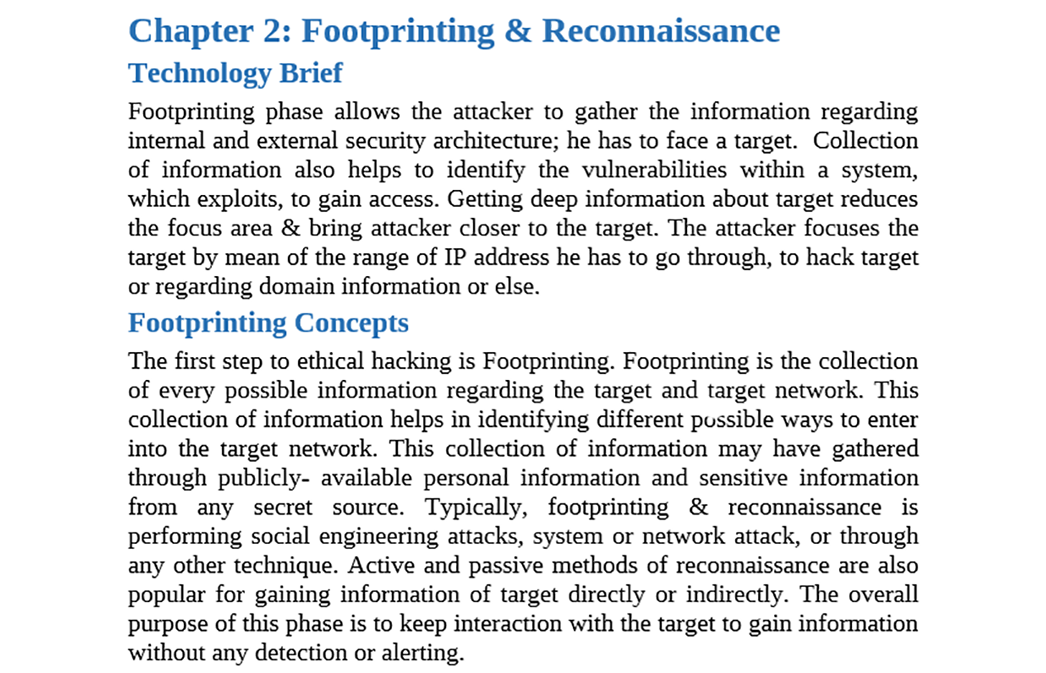 Chapter 2: Footprinting & Reconnaissance
Technology Brief
Footprinting phase allows the attacker to gather the information regarding
internal and external security architecture; he has to face a target. Collection
of information also helps to identify the vulnerabilities within a system,
which exploits, to gain access. Getting deep information about target reduces
the focus area & bring attacker closer to the target. The attacker focuses the
target by mean of the range of IP address he has to go through, to hack target
or regarding domain information or else.
Footprinting Concepts
The first step to ethical hacking is Footprinting. Footprinting is the collection
of every possible information regarding the target and target network. This
collection of information helps in identifying different possible ways to enter
into the target network. This collection of information may have gathered
through publicly- available personal information and sensitive information
from any secret source. Typically, footprinting & reconnaissance is
performing social engineering attacks, system or network attack, or through
any other technique. Active and passive methods of reconnaissance are also
popular for gaining information of target directly or indirectly. The overall
purpose of this phase is to keep interaction with the target to gain information
without any detection or alerting.